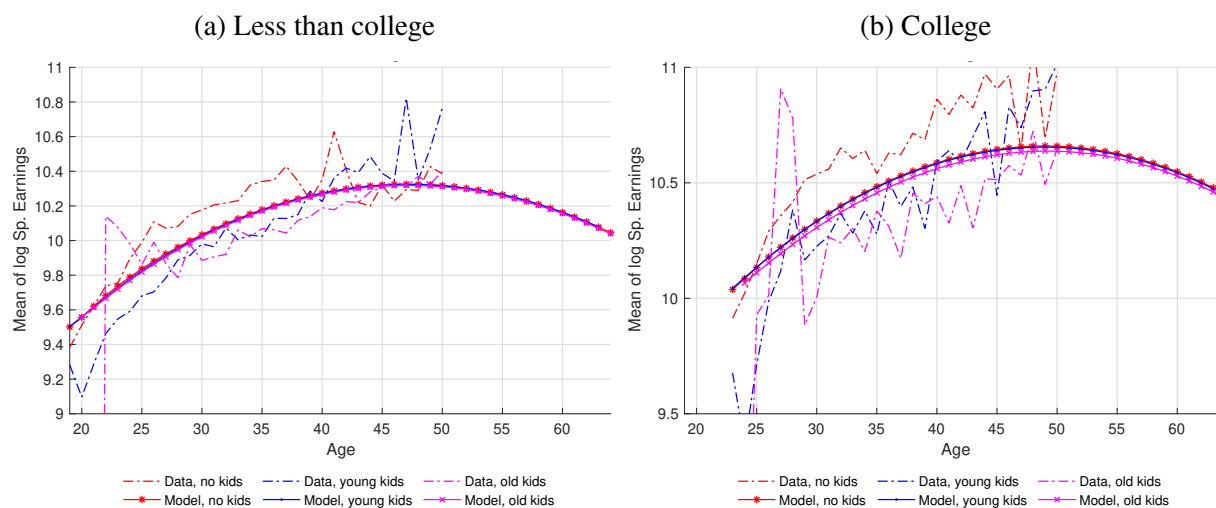 (a) Less than college
(b) College
Mean of log Sp. Earnings
11
10.8
10.6
10.4
10.2
10
9.8
9.6
9.4
9.2
9
20 25 30 35 40 45 50 55 60
Age
Data, no kids Data, young kids Data, old kids
Model, no kids Model, young kids Model, old kids
Mean of log Sp. Earnings
11
10.5
10
9.5
20 25 30 35 40 45 50 55 60
Age
Data, no kids Data, young kids Data, old kids
Model, no kids Model, young kids Model, old kids